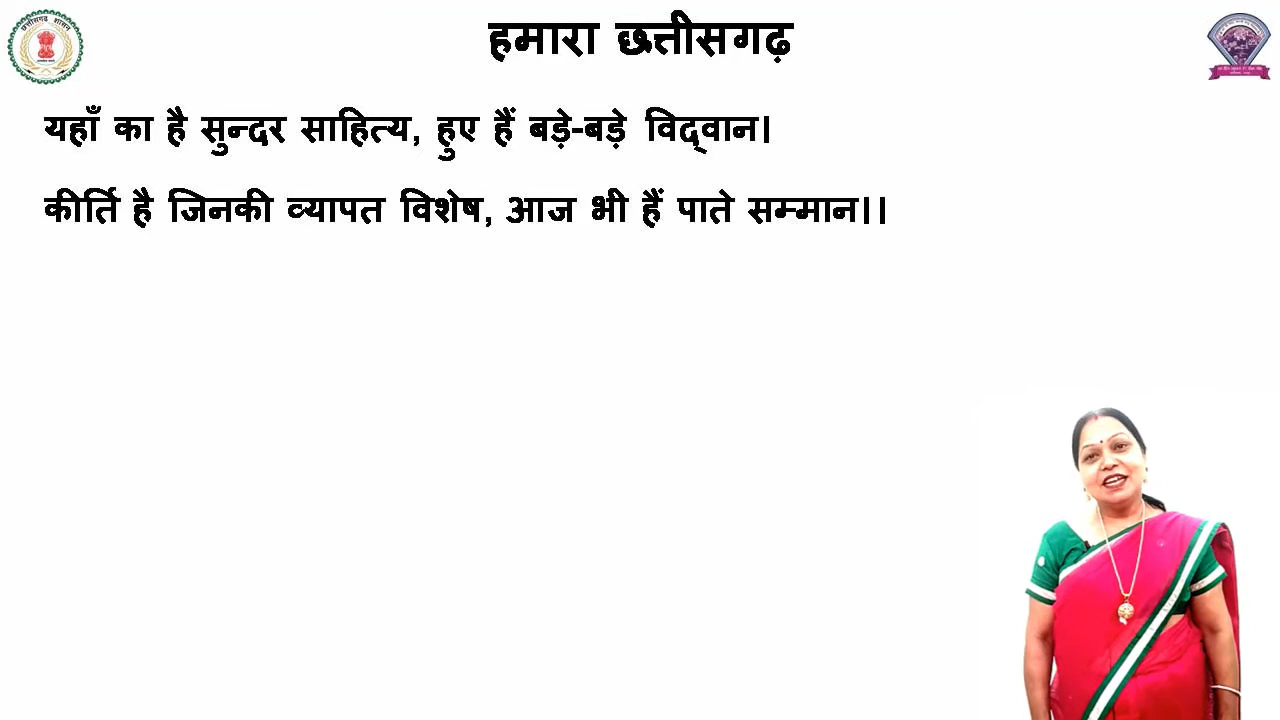 हमारा छत्तीसगढ़
यहाँ का है सुन्दर साहित्य, हुए हैं बड़े-बड़े विद्‌वान।
कीर्ति है जिनकी व्यापत विशेष, आज भी हैं पाते सम्मान।।